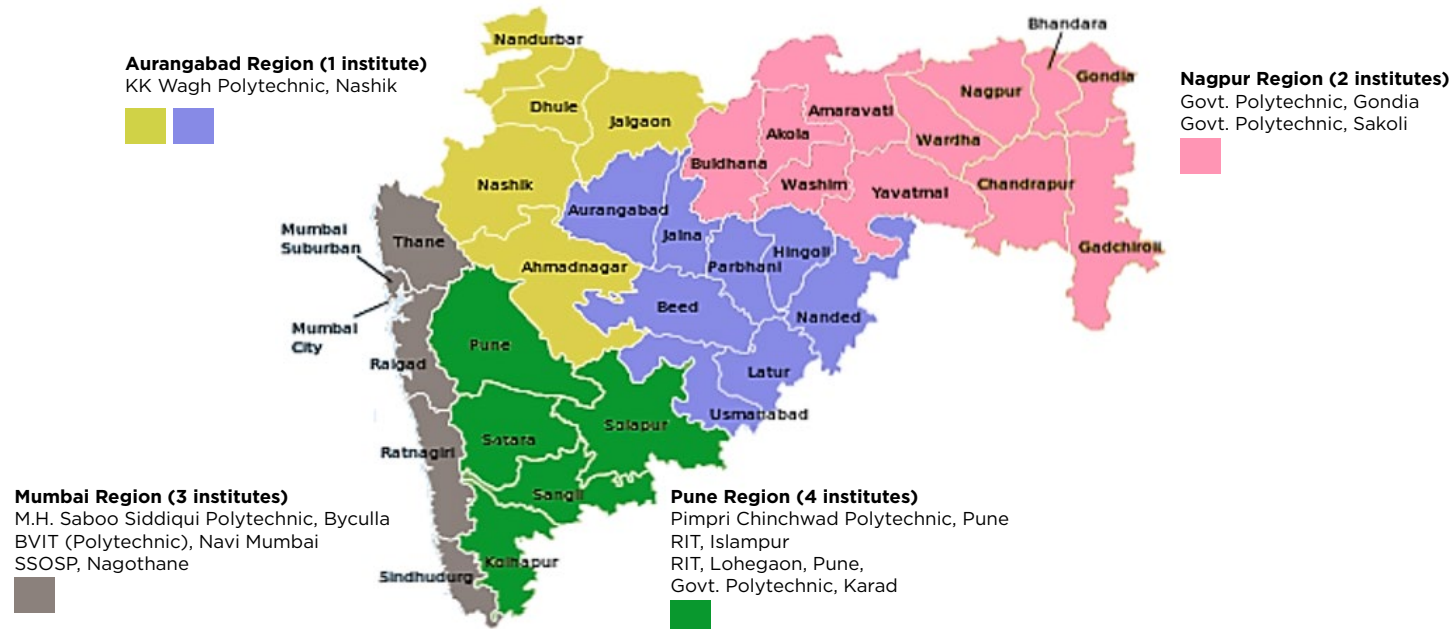 Aurangabad Region (1 institute)
KK Wagh Polytechnic, Nashik
Nagpur Region (2 institutes)
Govt. Polytechnic, Gondia
Govt. Polytechnic, Sakoli
Mumbai Region (3 institutes)
M.H. Saboo Siddiqui Polytechnic, Byculla
BVIT (Polytechnic), Navi Mumbai
SSOSP, Nagothane
Pune Region (4 institutes)
Pimpri Chinchwad Polytechnic, Pune
RIT, Islampur
RIT, Lohegaon, Pune,
Govt. Polytechnic, Karad
Nandurbar
Dhule
Jalgaon
Nashik
Ahmadnagar
Aurangabad
Jalna
Parbhani
Hingoli
Beed
Nanded
Latur
Usmanabad
Buldhana
Akola
Amaravati
Washim
Yavatmal
Wardha
Nagpur
Bhandara
Gondia
Chandrapur
Gadchiroli
Thane
Mumbai
Suburban
Mumbai
City
Raigad
Ratnagiri
Sindhudurg
Pune
Satara
Solapur
Sangli
Kolhapur